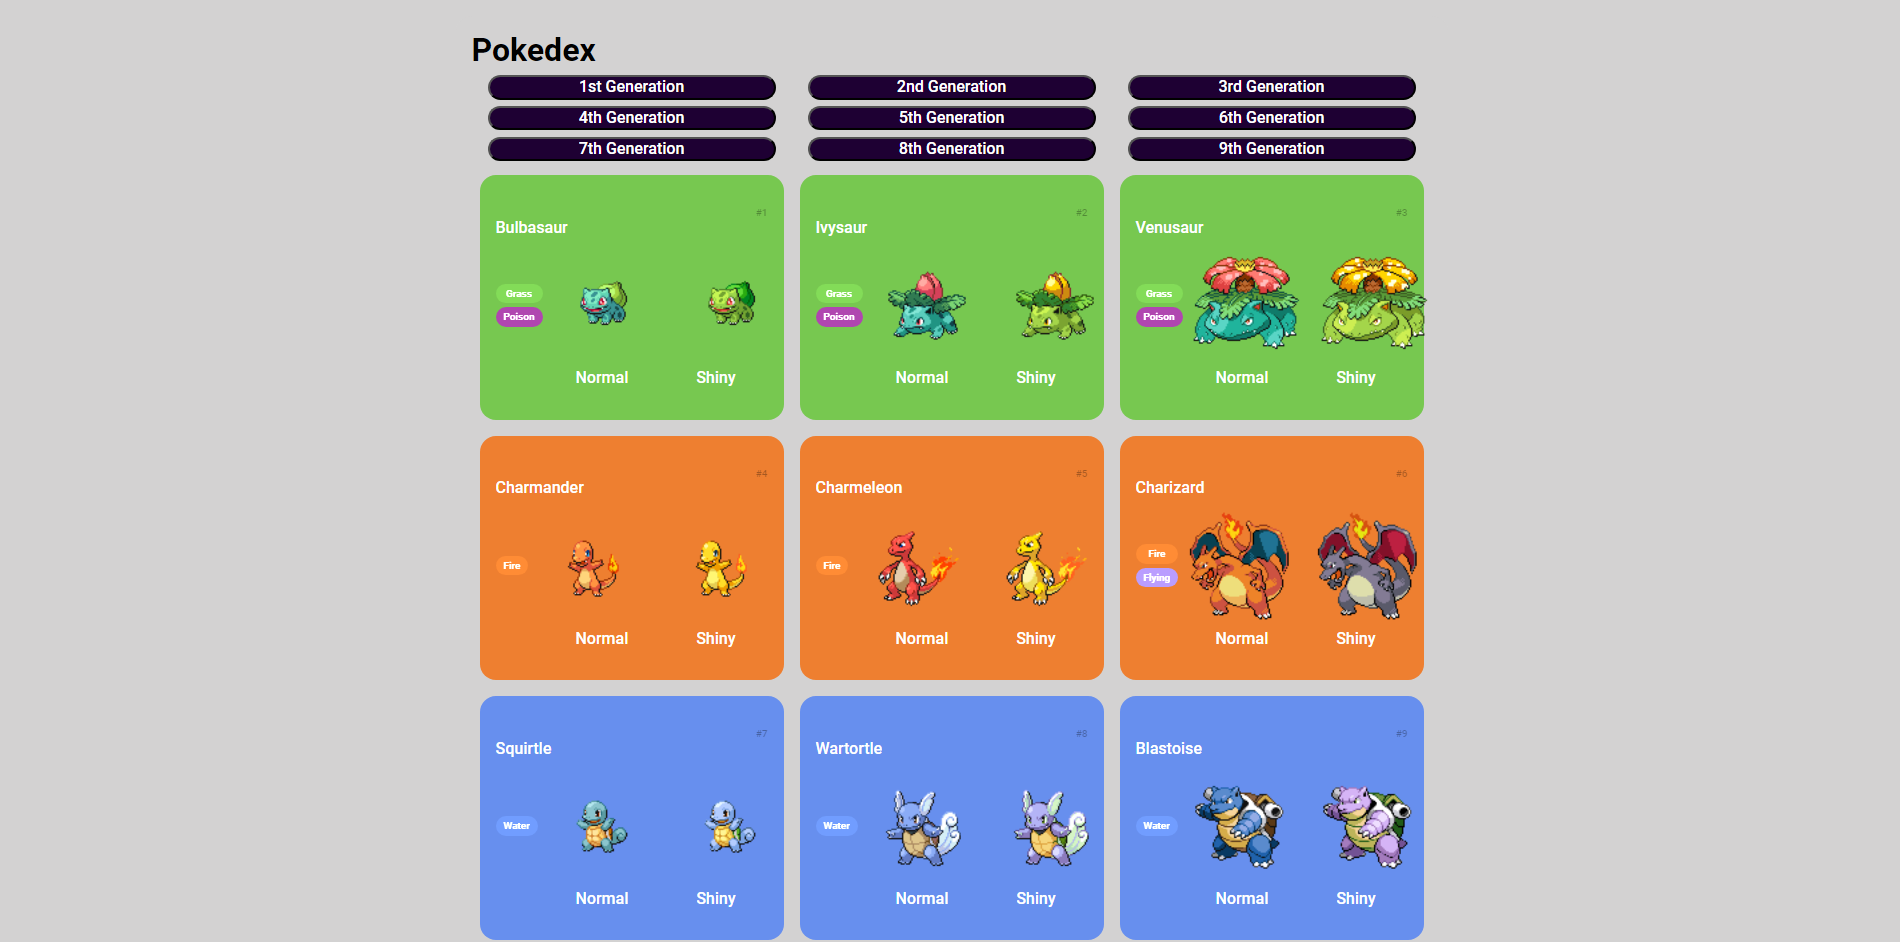 Pokedex
1st Generation 2nd Generation 3rd Generation
4th Generation 5th Generation 6th Generation
7th Generation 8th Generation 9th Generation
#1
Bulbasaur
Grass
Poison
Normal Shiny
#2
Ivysaur
Grass
Poison
Normal Shiny
#3
Venusaur
Grass
Poison
Normal Shiny
#4
Charmander
Fire
Normal Shiny
#5
Charmeleon
Fire
Normal Shiny
#6
Charizard
Fire
Flying
Normal Shiny
#7
Squirtle
Water
Normal Shiny
#8
Wartortle
Water
Normal Shiny
#9
Blastoise
Water
Normal Shiny